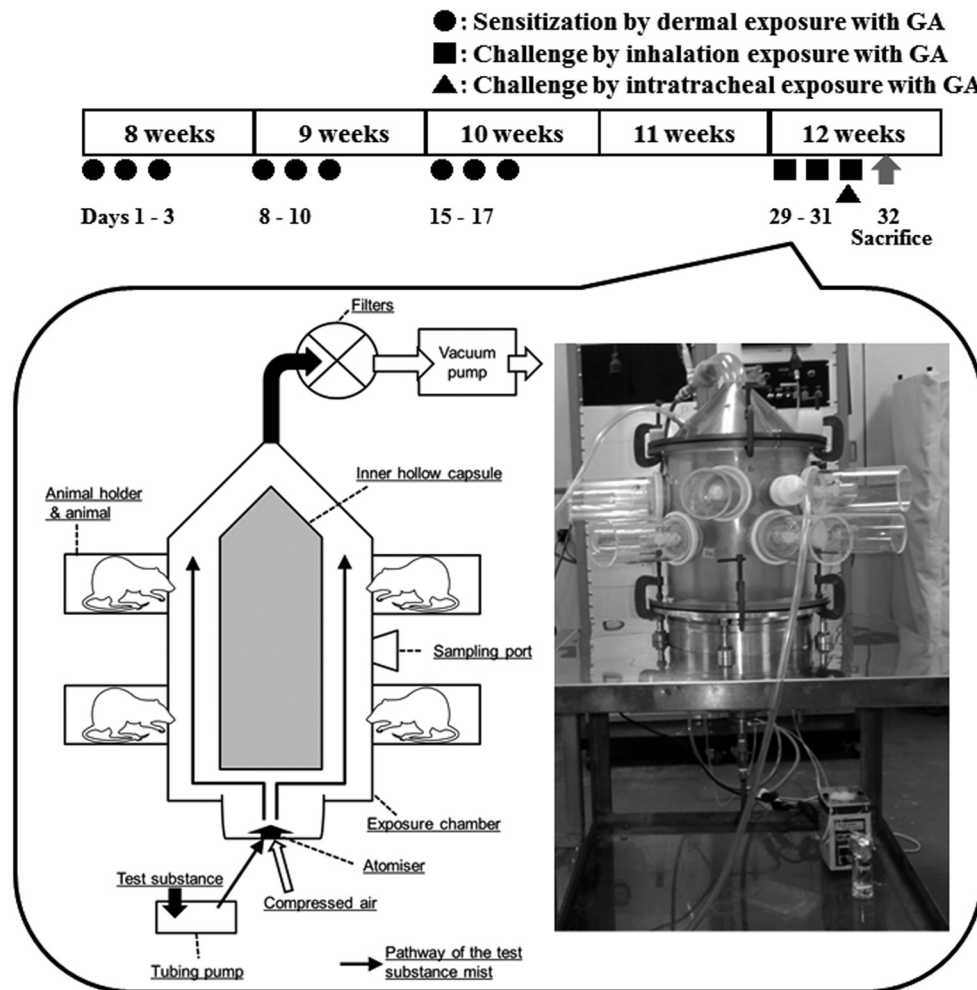 ●: Sensitization by dermal exposure with GA
■: Challenge by inhalation exposure with GA
▲: Challenge by intratracheal exposure with GA
8 weeks 9 weeks 10 weeks 11 weeks 12 weeks
Days 1 - 3 8 - 10 15 - 17 29 - 31 32
Sacrifice
Filters
Vacuum
pump
Inner hollow capsule
Animal holder
& animal
Sampling port
Exposure chamber
Atomiser
Test substance
Compressed air
Tubing pump
Pathway of the test
substance mist